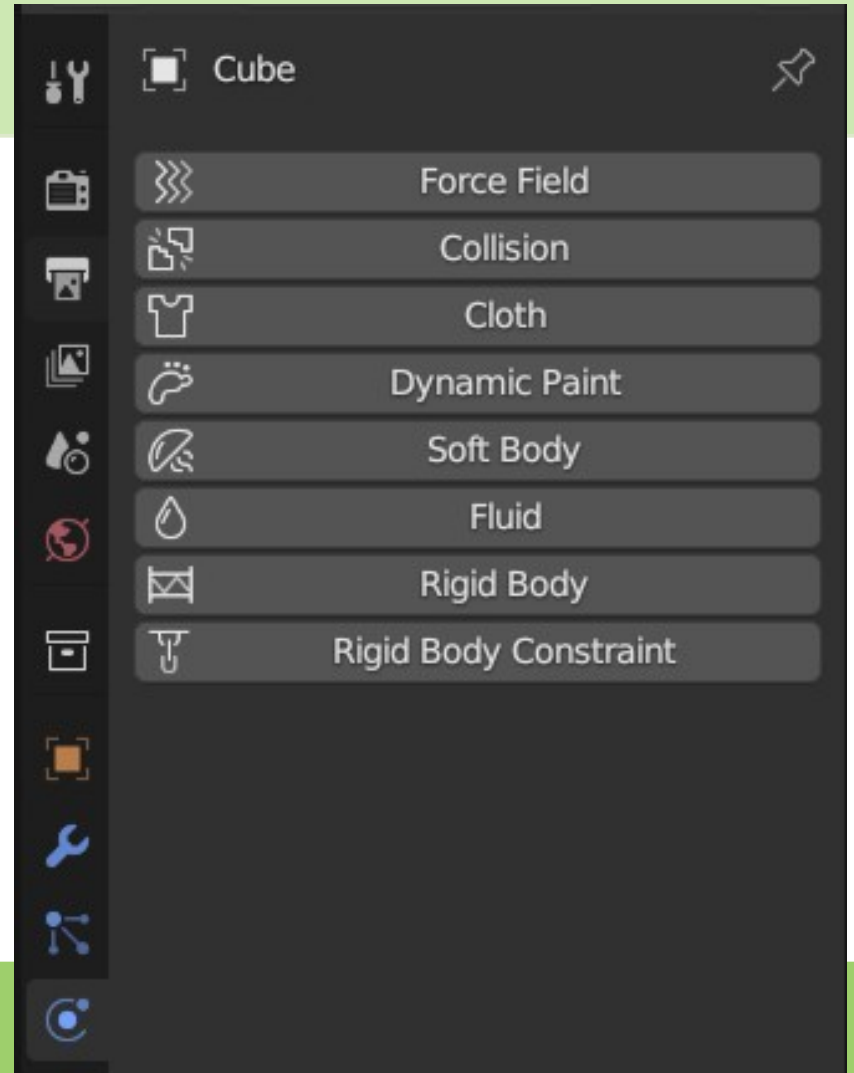 Cube
Force Field
Collision
Cloth
Dynamic Paint
Soft Body
Fluid
Rigid Body
Rigid Body Constraint